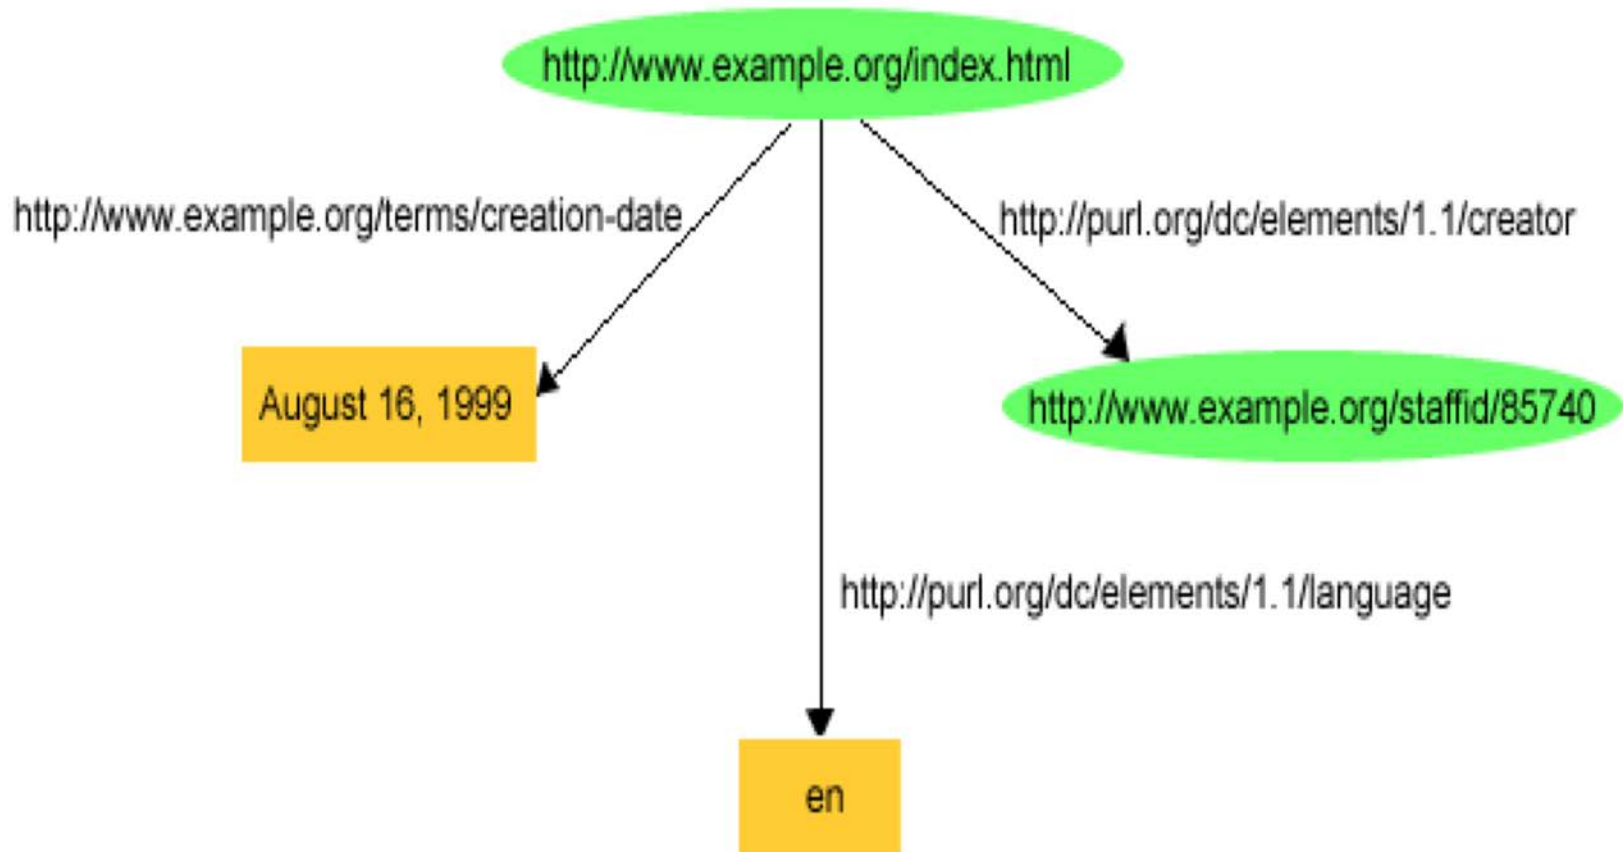 http://www.example.org/index.html
http://www.example.org/terms/creation-date
http://purl.org/dc/elements/1.1/creator
August 16, 1999
http://www.example.org/staffid/85740
http://purl.org/dc/elements/1.1/language
en